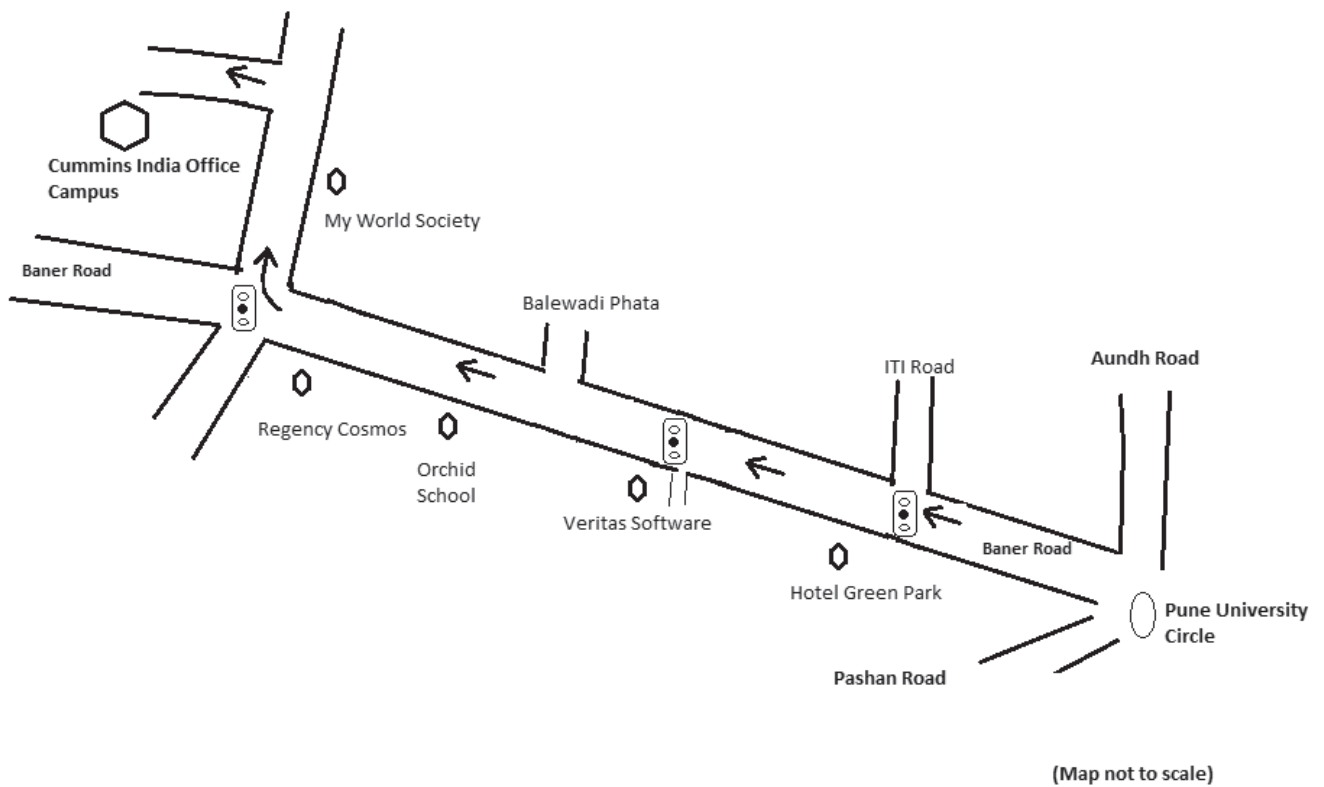 Cummins India Office
Campus
My World Society
Baner Road
Balewadi Phata
ITI Road
Aundh Road
Regency Cosmos
Orchid
School
Veritas Software
Baner Road
Hotel Green Park
Pune University
Circle
Pashan Road
(Map not to scale)